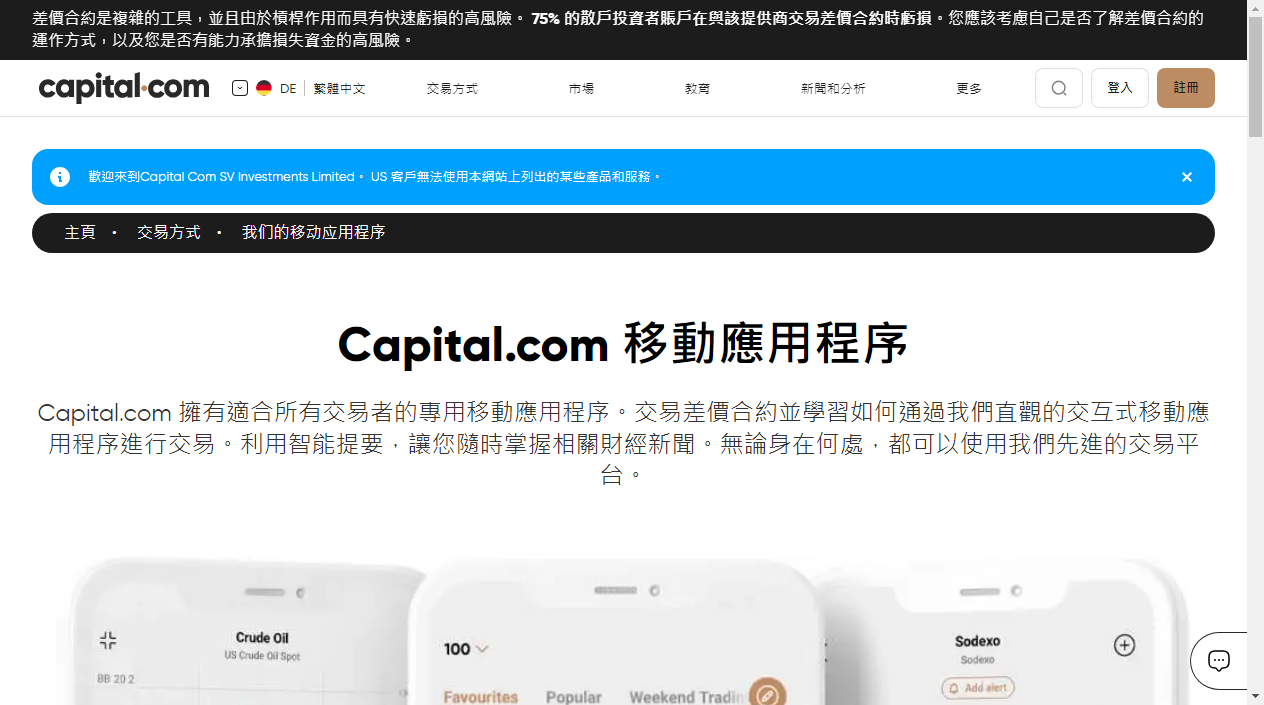 差價合約是複雜的工具，並且由於槓桿作用而具有快速虧損的高風險。 75% 的散戶投資者賬戶在與該提供商交易差價合約時虧損。您應該考慮自己是否了解差價合約的
運作方式，以及您是否有能力承擔損失資金的高風險。
capital.com DE 繁體中文 交易方式 市場 教育 新聞和分析 更多 登入 註冊
歡迎來到Capital Com SV Investments Limited。 US 客戶無法使用本網站上列出的某些產品和服務。
主頁 • 交易方式 • 我们的移动应用程序
Capital.com 移動應用程序
Capital.com 擁有適合所有交易者的專用移動應用程序。交易差價合約並學習如何通過我們直觀的交互式移動應
用程序進行交易。利用智能提要，讓您隨時掌握相關財經新聞。無論身在何處，都可以使用我們先進的交易平
台。
Crude Oil
US Crude Oil Spot
BB 20 2
100
Favourites Popular Weekend Tradin
Sodexo
Sodexo
Add alert